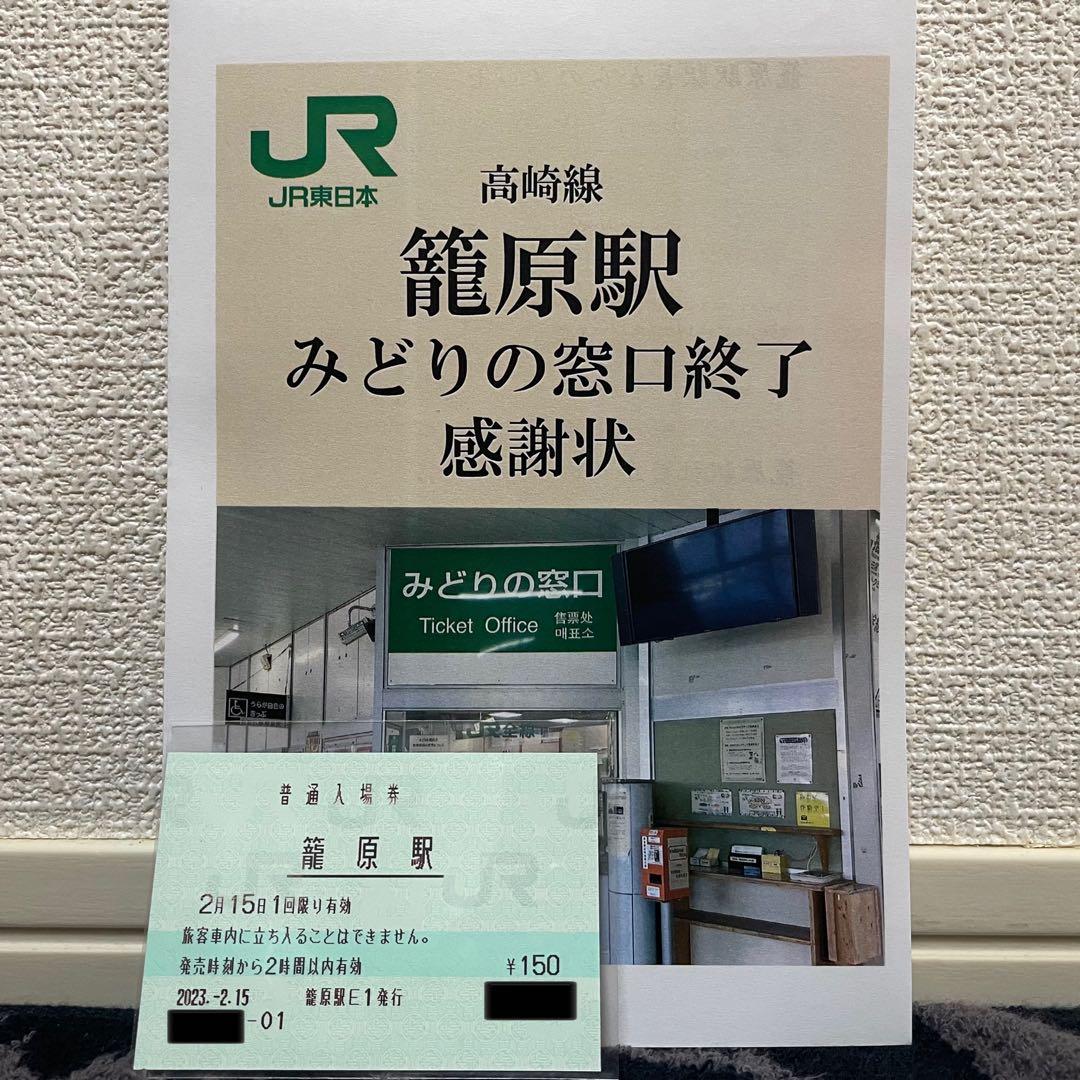 JR
JR東日本
高崎線
籠原駅
みどりの窓口終了
感謝状
みどりの窓口
Ticket Office
售票处
매표소
JR全線
普通入場券
籠原駅
2月15日1回限り有効
旅客車内に立ち入ることはできません。
発売時刻から2時間以内有効
¥150
2023.-2.15
籠原駅E1発行
-01